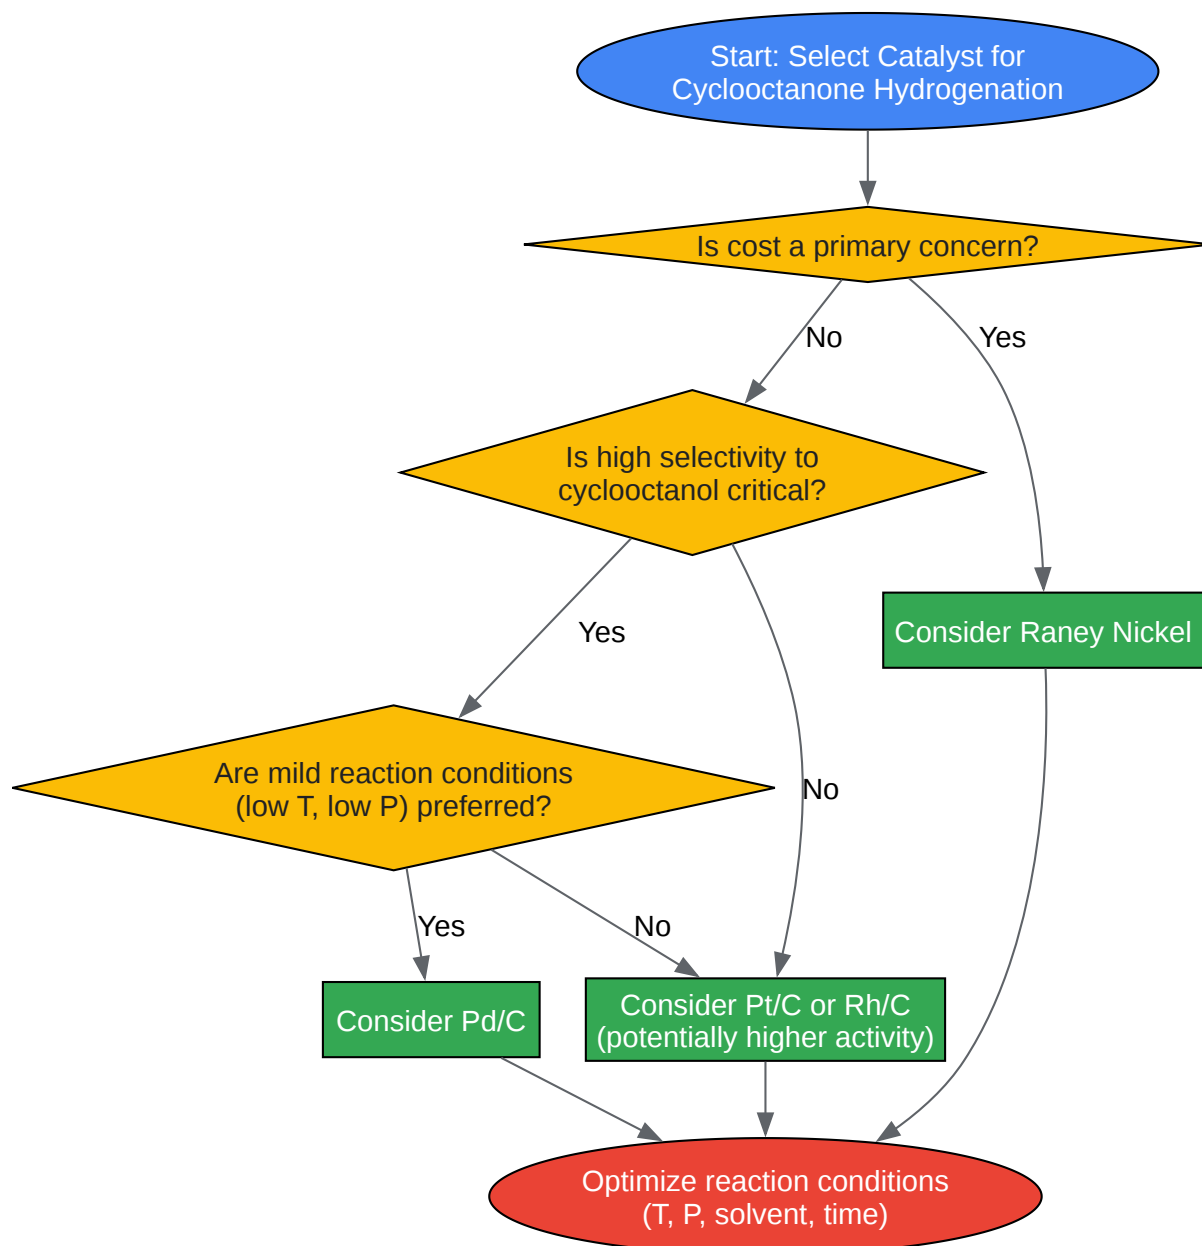 Start: Select Catalyst for
Cyclooctanone Hydrogenation
Is cost a primary concern?
No
Yes
Is high selectivity to
cyclooctanol critical?
Yes
Consider Raney Nickel
Are mild reaction conditions
(low T, low P) preferred?
No
Yes
No
Consider Pd/C
Consider Pt/C or Rh/C
(potentially higher activity)
Optimize reaction conditions
(T, P, solvent, time)